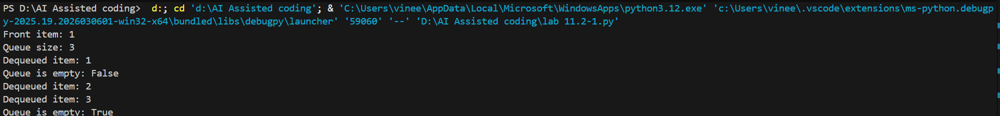 PS D:\AI Assisted coding>  d:; cd 'd:\AI Assisted coding'; & 'C:\Users\vinee\AppData\Local\Microsoft\WindowsApps\python3.12.exe' 'c:\Users\vinee\.vscode\extensions\ms-python.debugp
y-2025.19.2026030601-win32-x64\bundled\libs\debugpy\launcher' '59060' '--' 'D:\AI Assisted coding\lab 11.2-1.py'
Front item: 1
Queue size: 3
Dequeued item: 1
Queue is empty: False
Dequeued item: 2
Dequeued item: 3
Queue is empty: True